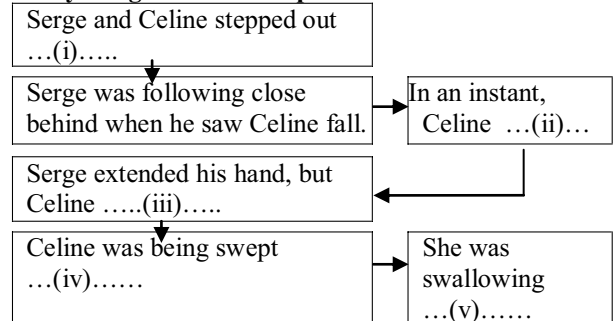 Serge and Celine stepped out
…(i)…..
Serge was following close
behind when he saw Celine fall.
In an instant,
Celine …(ii)…
Serge extended his hand, but
Celine …..(iii)…..
Celine was being swept
…(iv)……
She was
swallowing
…(v)……